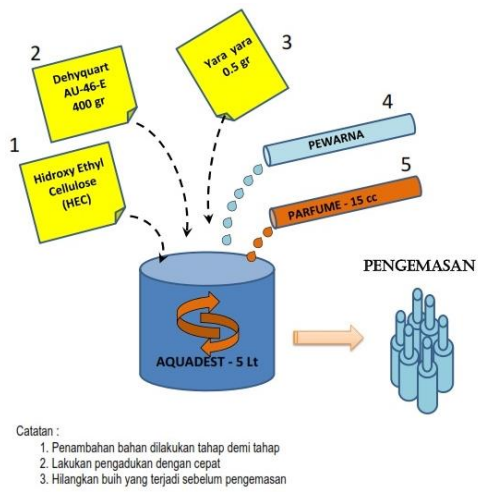 2
Dehyquart
AU-46-E
400 gr
Yara yara
0.5 gr
3
4
PEWARNA
1
Hidroxy Ethyl
Cellulose
(HEC)
5
PARFUME - 15 cc
PENGEMASAN
AQUADEST - 5 Lt
Catatan :
1. Penambahan bahan dilakukan tahap demi tahap
2. Lakukan pengadukan dengan cepat
3. Hilangkan buih yang terjadi sebelum pengemasan